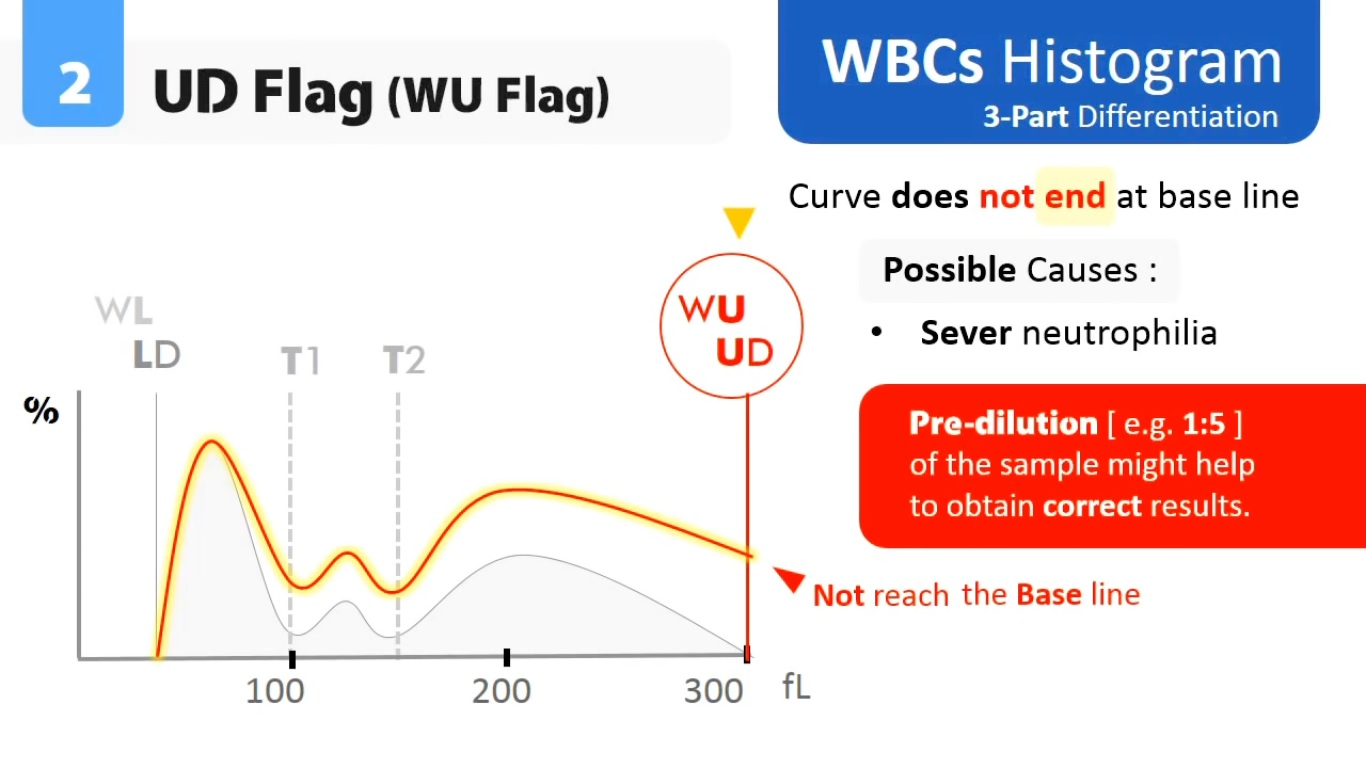 2
UD Flag (WU Flag)
WBCs Histogram
3-Part Differentiation
Curve does not end at base line
Possible Causes :
• Sever neutrophilia
Pre-dilution [ e.g. 1:5 ]
of the sample might help
to obtain correct results.
WL
LD
T1
T2
WU
UD
%
Not reach the Base line
100
200
300
fL